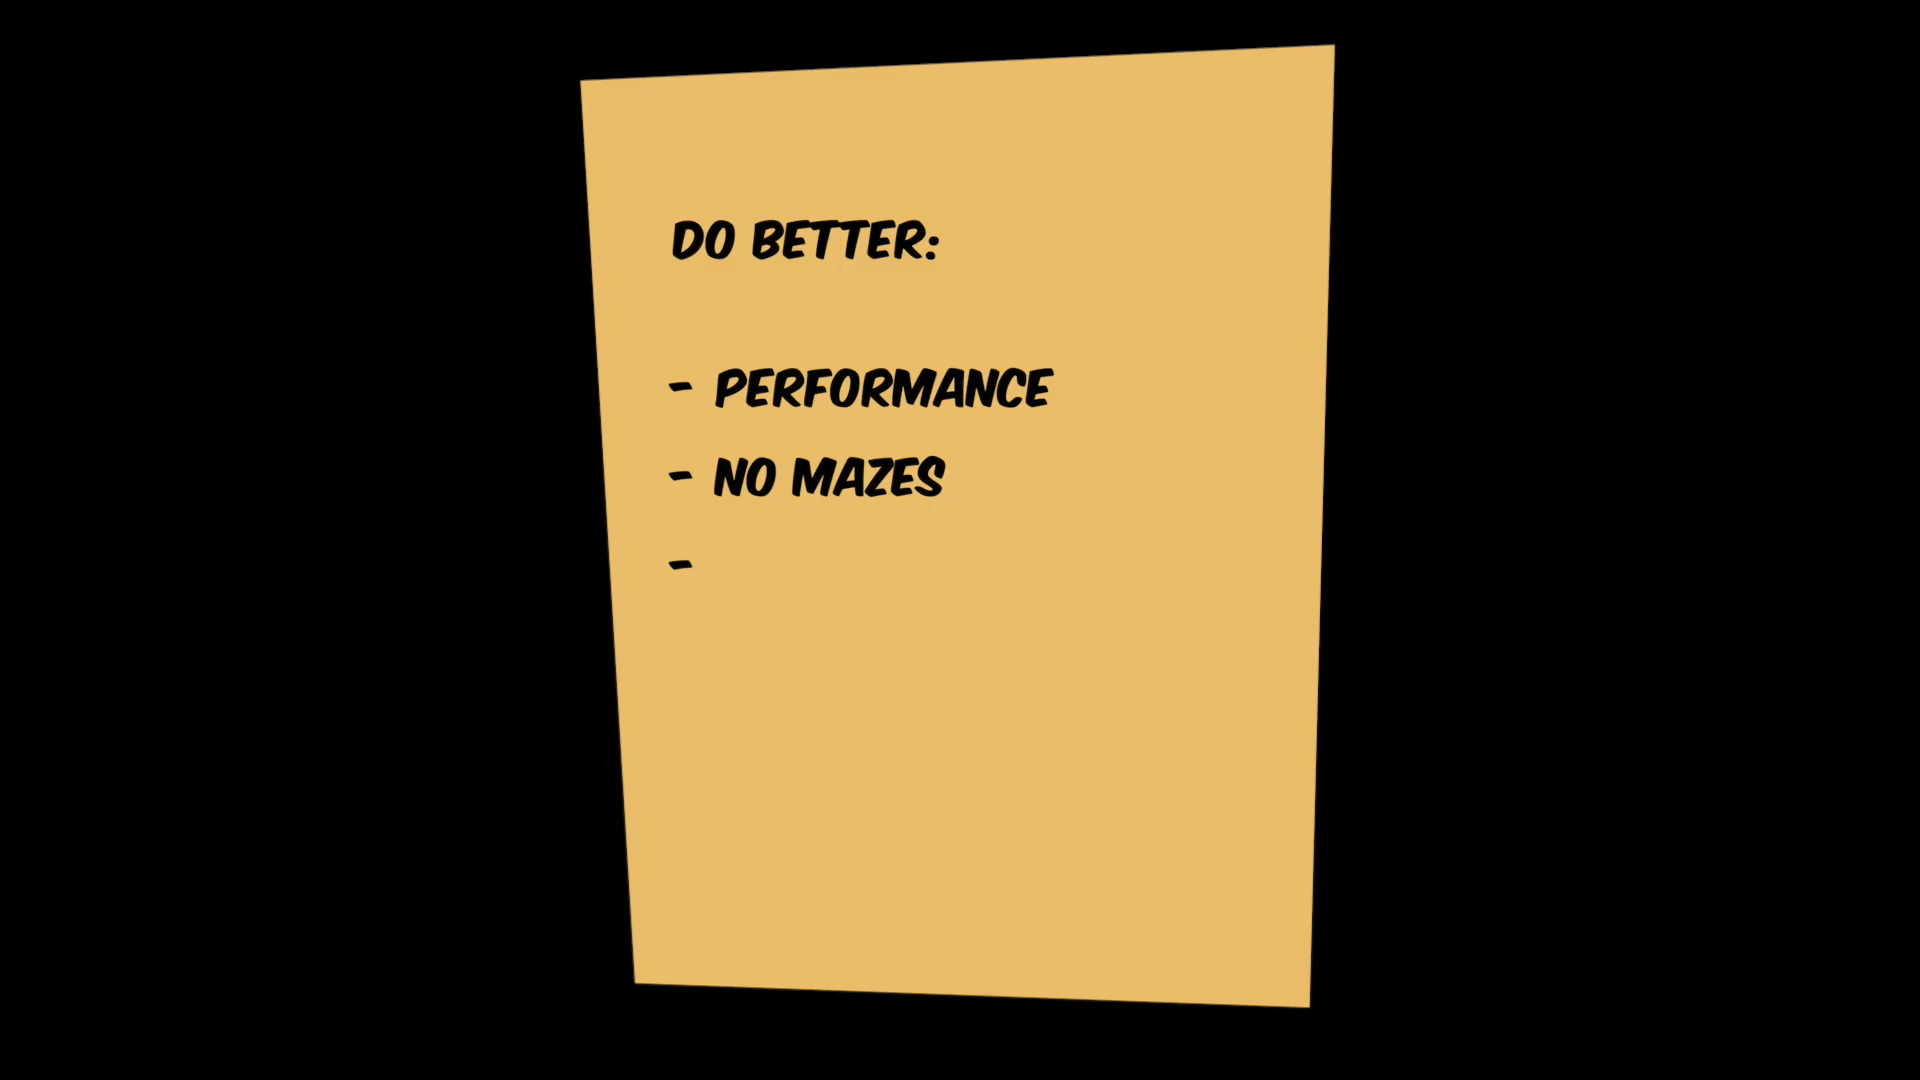 DO BETTER:
- PERFORMANCE
- NO MAZES
-